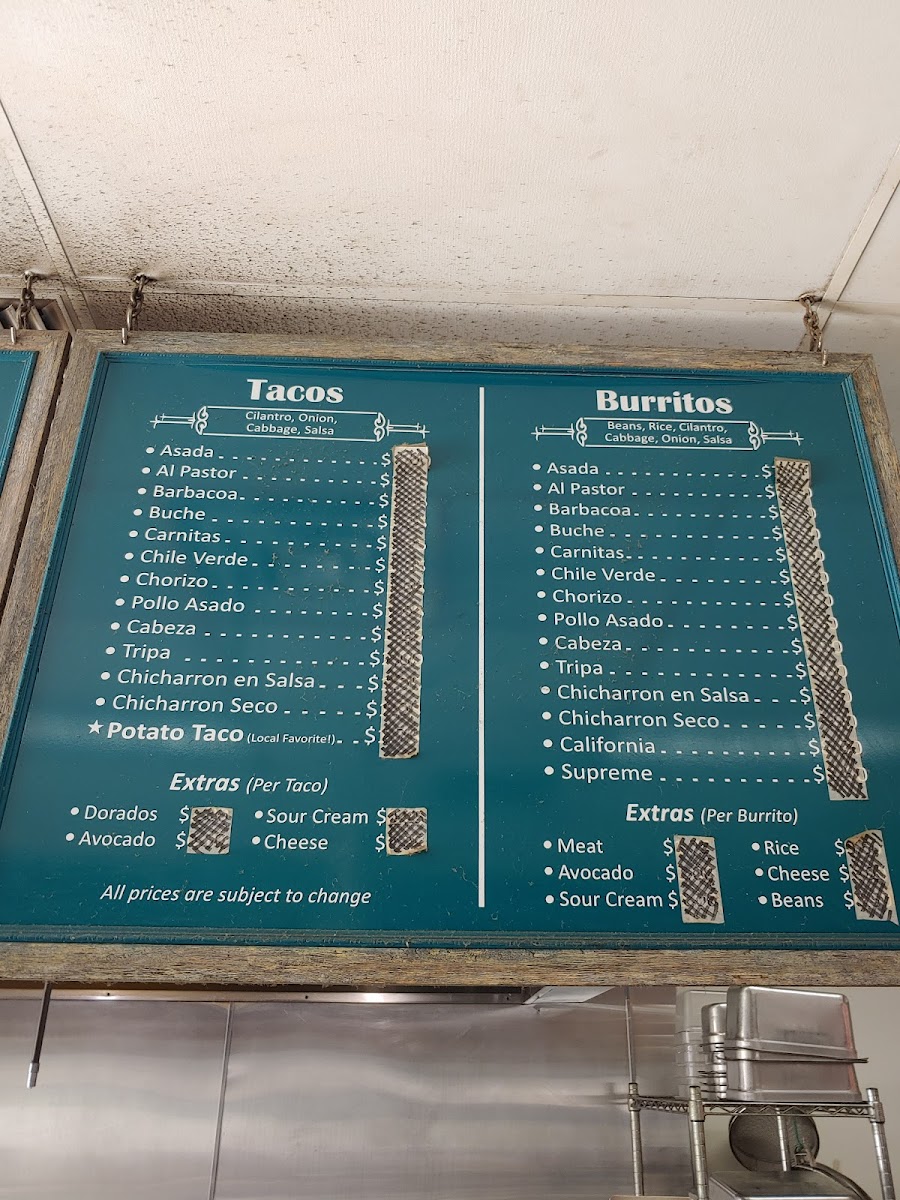 Tacos
Cilantro, Onion,
Cabbage, Salsa
• Asada - - - - - - - - - - - - - - $
• Al Pastor - - - - - - - - - - - - $
• Barbacoa - - - - - - - - - - - - $
• Buche - - - - - - - - - - - - - - $
• Carnitas - - - - - - - - - - - - - $
• Chile Verde - - - - - - - - - - - $
• Chorizo - - - - - - - - - - - - - $
• Pollo Asado - - - - - - - - - - $
• Cabeza - - - - - - - - - - - - - $
• Tripa - - - - - - - - - - - - - - $
• Chicharron en Salsa - - - - $
• Chicharron Seco - - - - - - $
★ Potato Taco (Local Favorite!) - - - $
Extras (Per Taco)
• Dorados $ • Sour Cream $
• Avocado $ • Cheese $
All prices are subject to change
Burritos
Beans, Rice, Cilantro,
Cabbage, Onion, Salsa
• Asada - - - - - - - - - - - - - - $
• Al Pastor - - - - - - - - - - - - $
• Barbacoa - - - - - - - - - - - - $
• Buche - - - - - - - - - - - - - - $
• Carnitas - - - - - - - - - - - - - $
• Chile Verde - - - - - - - - - - - $
• Chorizo - - - - - - - - - - - - - $
• Pollo Asado - - - - - - - - - - $
• Cabeza - - - - - - - - - - - - - $
• Tripa - - - - - - - - - - - - - - $
• Chicharron en Salsa - - - - $
• Chicharron Seco - - - - - - $
• California - - - - - - - - - - - $
• Supreme - - - - - - - - - - - - $
Extras (Per Burrito)
• Meat $ • Rice $
• Avocado $ • Cheese $
• Sour Cream $ • Beans $